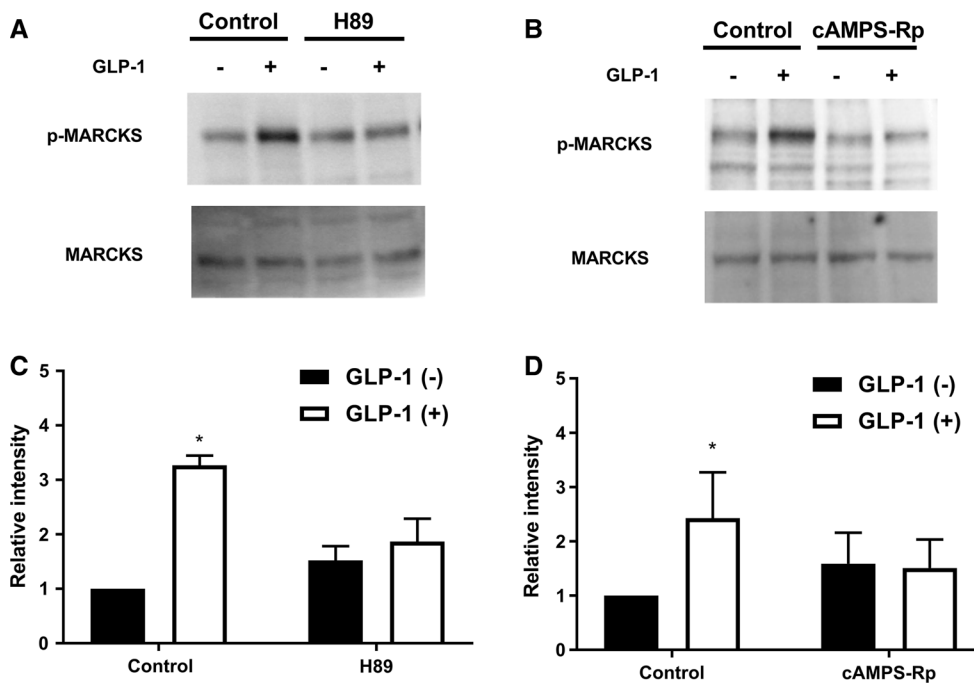 A
Control H89
GLP-1 - + - +
p-MARCKS
MARCKS
B
Control cAMPS-Rp
GLP-1 - + - +
p-MARCKS
MARCKS
C
Relative intensity
5
4
3
2
1
0
*
GLP-1 (-)
GLP-1 (+)
Control H89
D
Relative intensity
5
4
3
2
1
0
*
GLP-1 (-)
GLP-1 (+)
Control cAMPS-Rp